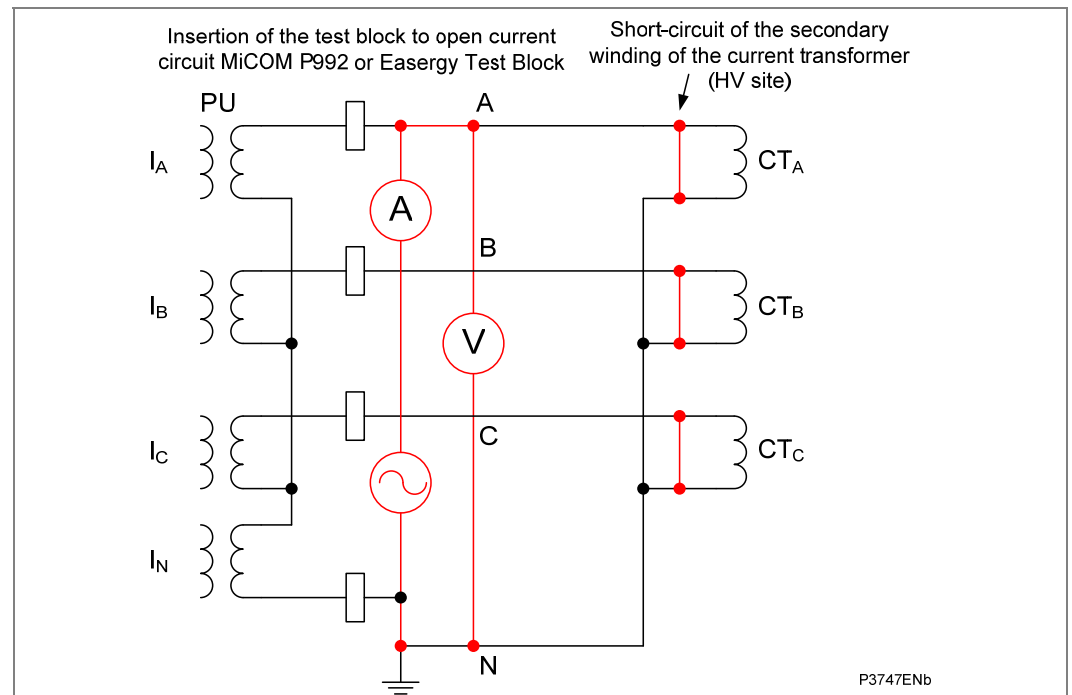 Insertion of the test block to open current
circuit MiCOM P992 or Easergy Test Block
Short-circuit of the secondary
winding of the current transformer
(HV site)
PU
A
IA
CTA
A
B
IB
CTB
V
C
IC
CTC
IN
N
P3747ENb